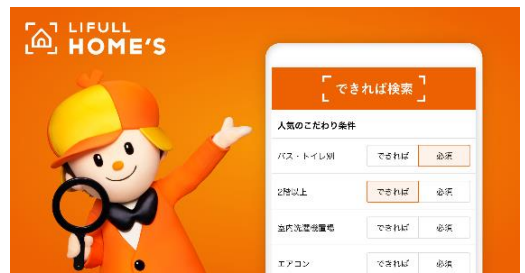 LIFULL
HOME'S
できれば検索
人気のこだわり条件
バス・トイレ別 できれば 必須
2階以上 できれば 必須
室内洗濯機置場 できれば 必須
エアコン できれば 必須